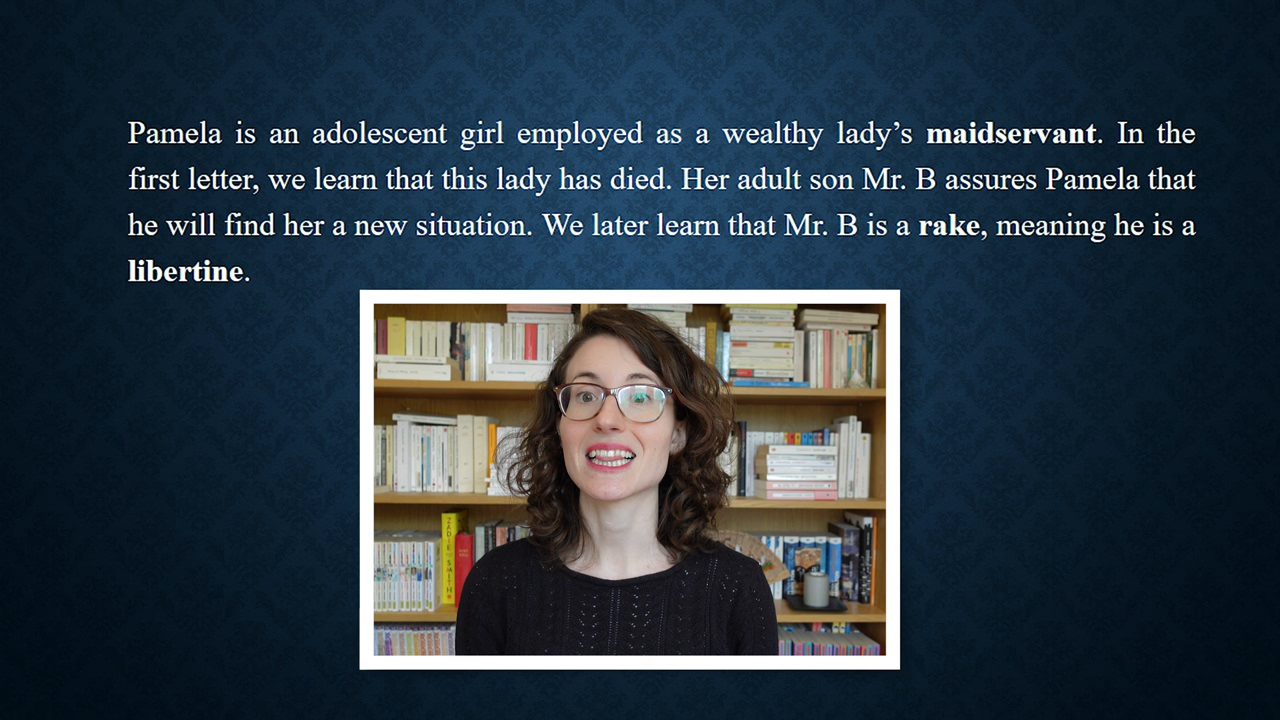 Pamela is an adolescent girl employed as a wealthy lady’s maidservant. In the
first letter, we learn that this lady has died. Her adult son Mr. B assures Pamela that
he will find her a new situation. We later learn that Mr. B is a rake, meaning he is a
libertine.
ZADIE SMITH